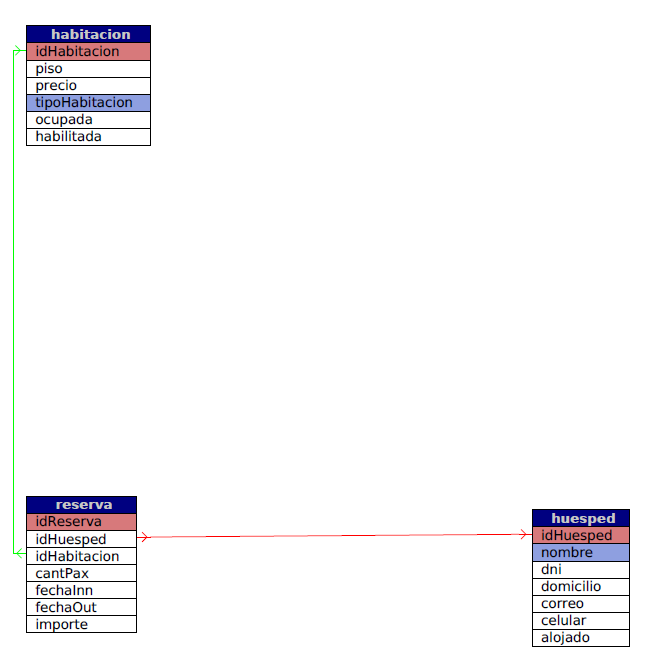 habitacion
idHabitacion
piso
precio
tipoHabitacion
ocupada
habilitada
reserva
idReserva
idHuesped
idHabitacion
cantPax
fechaInn
fechaOut
importe
huesped
idHuesped
nombre
dni
domicilio
correo
celular
alojado